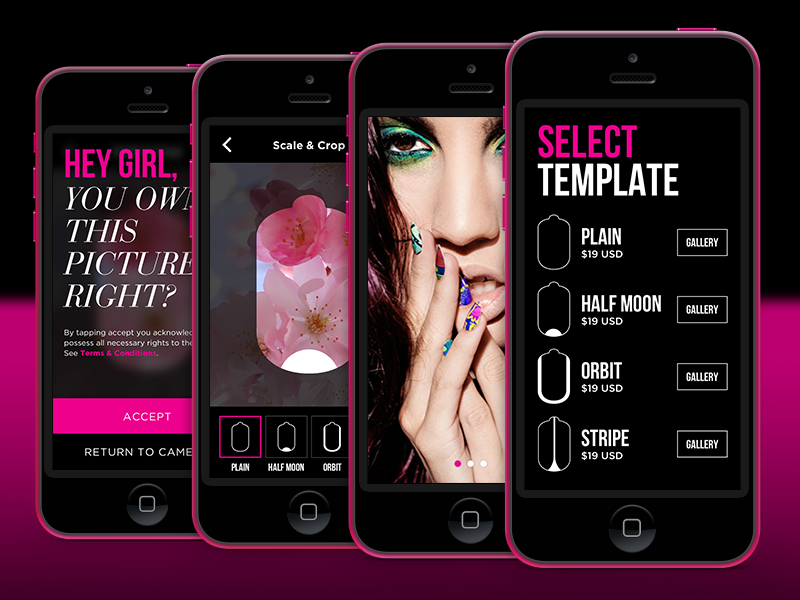 HEY GIRL,
YOU OWN
THIS
PICTURE
RIGHT?
By tapping accept you acknowled
possess all necessary rights to the
See Terms & Conditions.
ACCEPT
RETURN TO CAME
Scale & Crop
PLAIN
HALF MOON
ORBIT
SELECT
TEMPLATE
PLAIN
$19 USD
GALLERY
HALF MOON
$19 USD
GALLERY
ORBIT
$19 USD
GALLERY
STRIPE
$19 USD
GALLERY